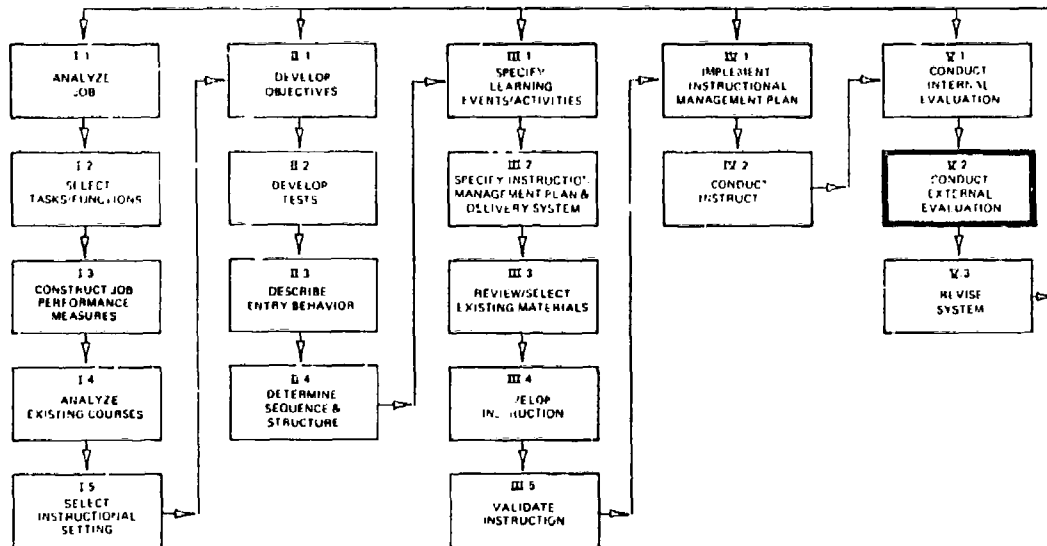 I 1
ANALYZE
JOB
I 2
SELECT
TASKS/FUNCTIONS
I 3
CONSTRUCT JOB
PERFORMANCE
MEASURES
I 4
ANALYZE
EXISTING COURSES
I 5
SELECT
INSTRUCTIONAL
SETTING
II 1
DEVELOP
OBJECTIVES
II 2
DEVELOP
TESTS
II 3
DESCRIBE
ENTRY BEHAVIOR
II 4
DETERMINE
SEQUENCE &
STRUCTURE
III 1
SPECIFY
LEARNING
EVENTS/ACTIVITIES
III 2
SPECIFY INSTRUCTION
MANAGEMENT PLAN &
DELIVERY SYSTEM
III 3
REVIEW/SELECT
EXISTING MATERIALS
III 4
VELOP
INSTRUCTION
III 5
VALIDATE
INSTRUCTION
IV 1
IMPLEMENT
INSTRUCTIONAL
MANAGEMENT PLAN
IV 2
CONDUCT
INSTRUCT
V 1
CONDUCT
INTERNAL
EVALUATION
V 2
CONDUCT
EXTERNAL
EVALUATION
V 3
REVISE
SYSTEM